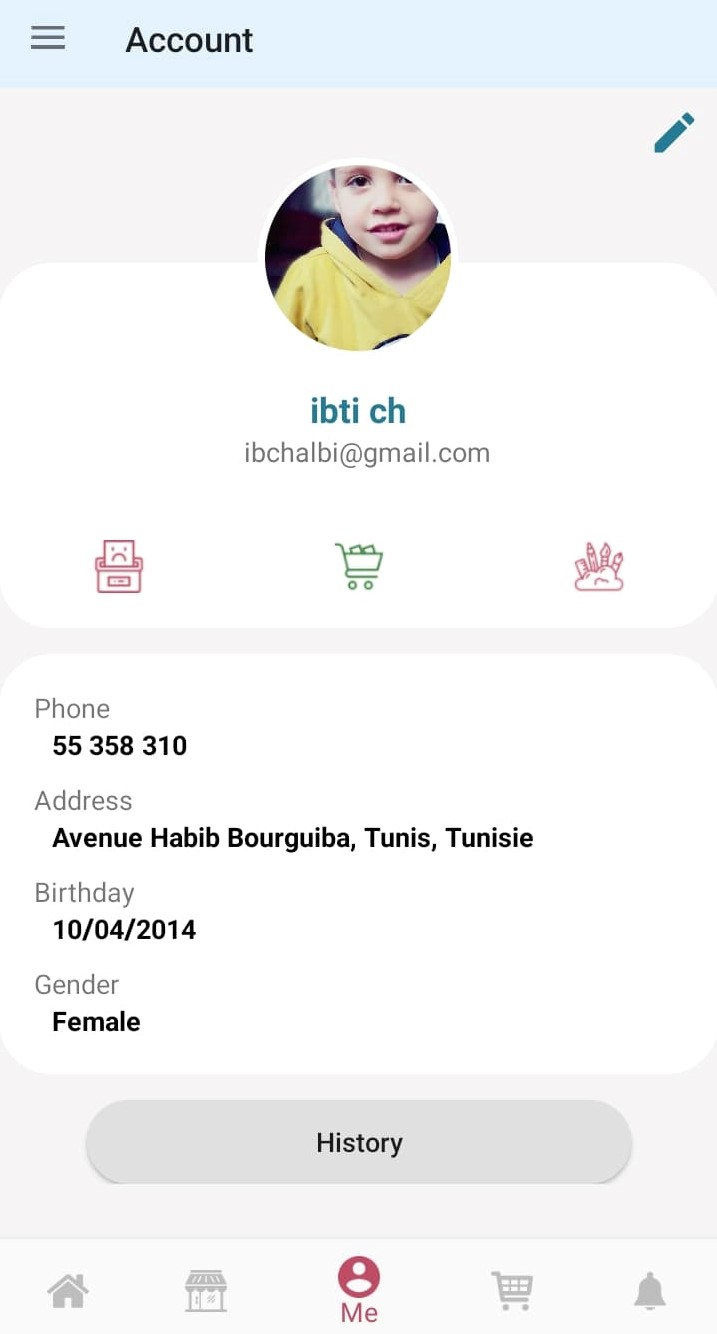 Account
ibti ch
ibchalbi@gmail.com
Phone
55 358 310
Address
Avenue Habib Bourguiba, Tunis, Tunisie
Birthday
10/04/2014
Gender
Female
History
Me